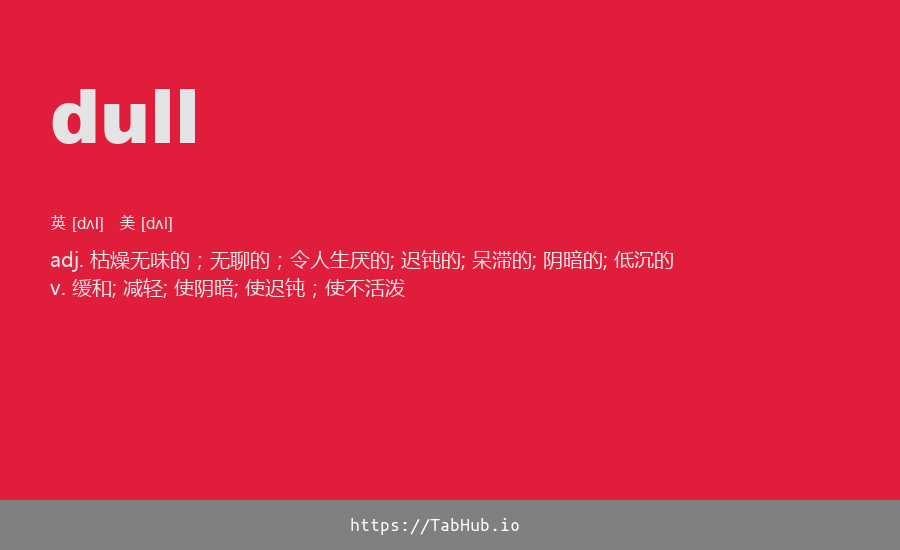 dull
英 [dʌl] 美 [dʌl]
adj. 枯燥无味的；无聊的；令人生厌的; 迟钝的; 呆滞的; 阴暗的; 低沉的
v. 缓和; 减轻; 使阴暗; 使迟钝；使不活泼
https://TabHub.io